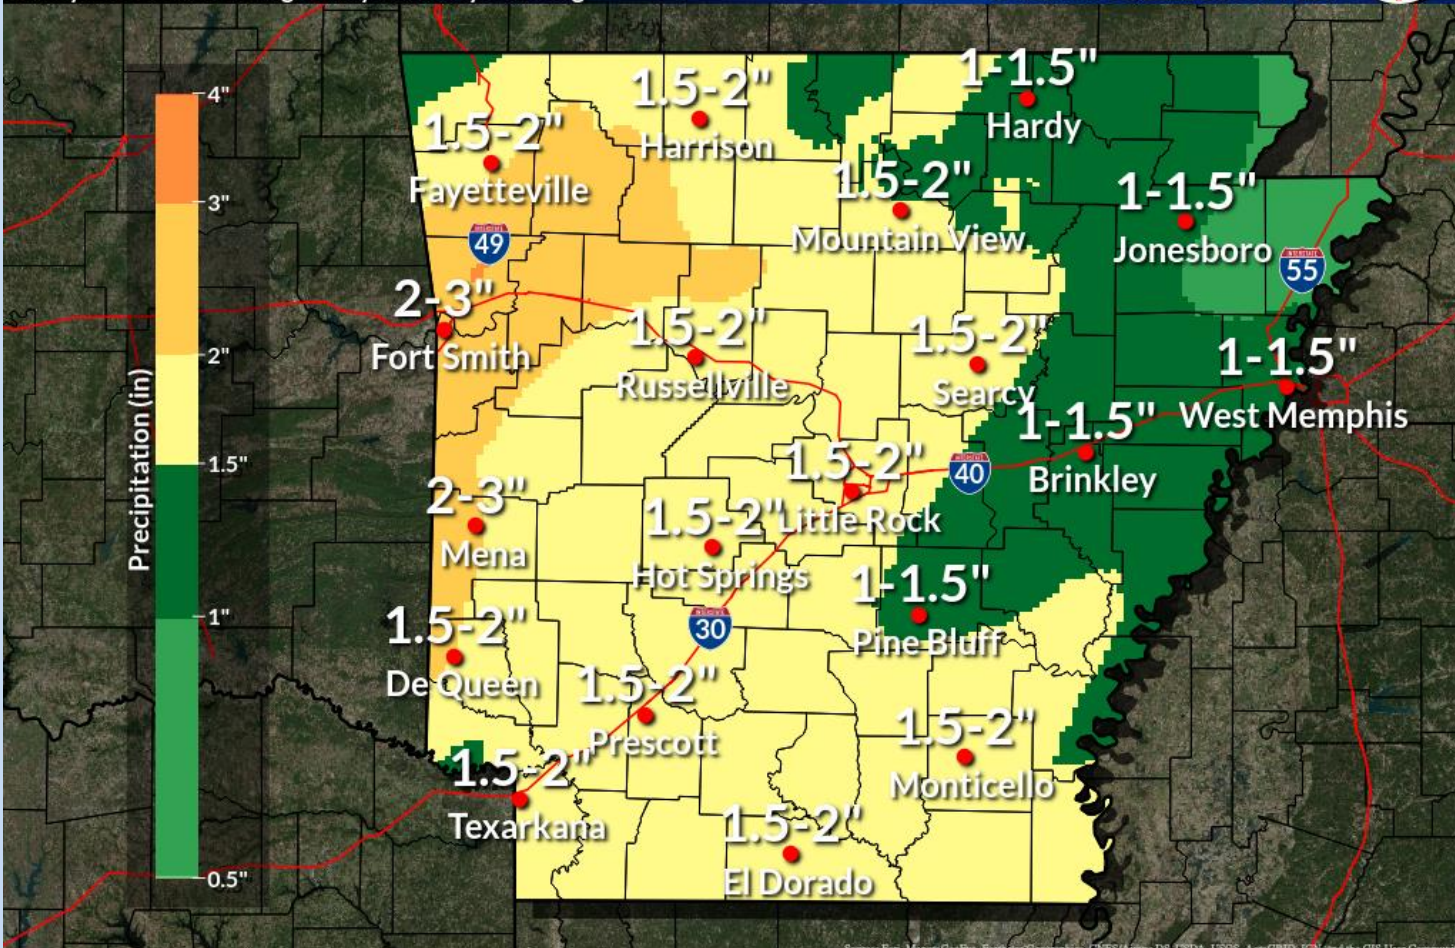 4"
3"
2"
1.5"
1"
0.5"
Precipitation (in)
1.5-2"
Harrison
1-1.5"
Hardy
1.5-2"
Fayetteville
1.5-2"
Mountain View
1-1.5"
Jonesboro
49
55
2-3"
Fort Smith
1.5-2"
Russellville
1.5-2"
Searcy
1-1.5"
West Memphis
1-1.5"
Brinkley
40
1.5-2"
Little Rock
2-3"
Mena
1.5-2"
Hot Springs
1-1.5"
Pine Bluff
30
1.5-2"
De Queen
1.5-2"
Prescott
1.5-2"
Monticello
1.5-2"
Texarkana
1.5-2"
El Dorado